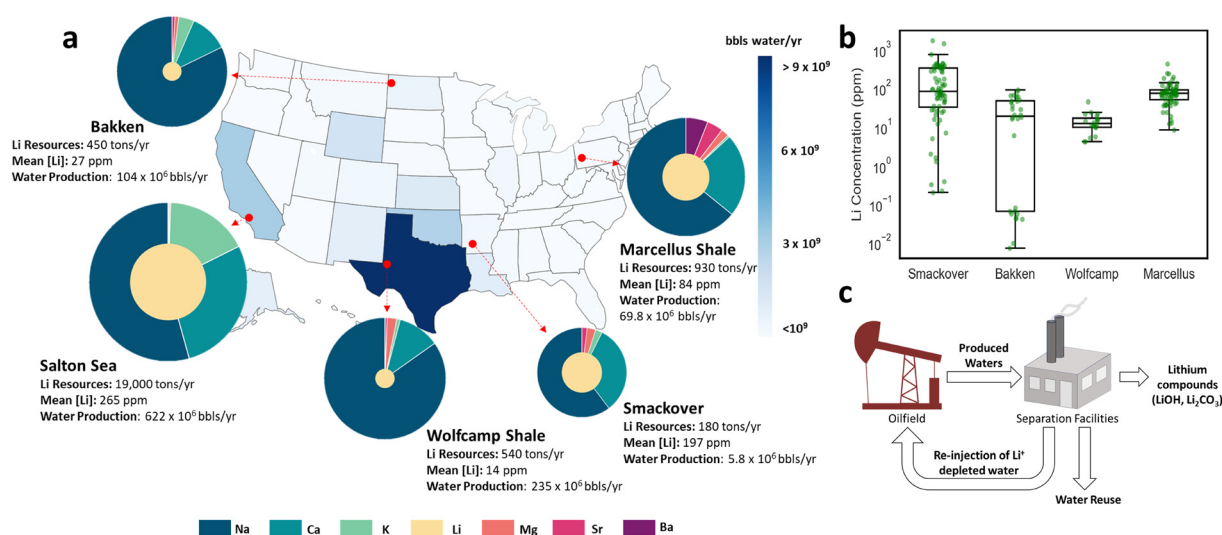 a
Bakken
Li Resources: 450 tons/yr
Mean [Li]: 27 ppm
Water Production: 104 x 10⁶ bbls/yr
Salton Sea
Li Resources: 19,000 tons/yr
Mean [Li]: 265 ppm
Water Production: 622 x 10⁶ bbls/yr
Wolfcamp Shale
Li Resources: 540 tons/yr
Mean [Li]: 14 ppm
Water Production: 235 x 10⁶ bbls/yr
Smackover
Li Resources: 180 tons/yr
Mean [Li]: 197 ppm
Water Production: 5.8 x 10⁶ bbls/yr
Marcellus Shale
Li Resources: 930 tons/yr
Mean [Li]: 84 ppm
Water Production:
69.8 x 10⁶ bbls/yr
bbls water/yr
> 9 x 10⁹
6 x 10⁹
3 x 10⁹
<10⁹
Na Ca K Li Mg Sr Ba
b
Li Concentration (ppm)
10³
10²
10¹
10⁰
10⁻¹
10⁻²
Smackover Bakken Wolfcamp Marcellus
c
Produced
Waters
Lithium
compounds
(LiOH, Li₂CO₃)
Oilfield
Separation Facilities
Re-injection of Li⁺
depleted water
Water Reuse